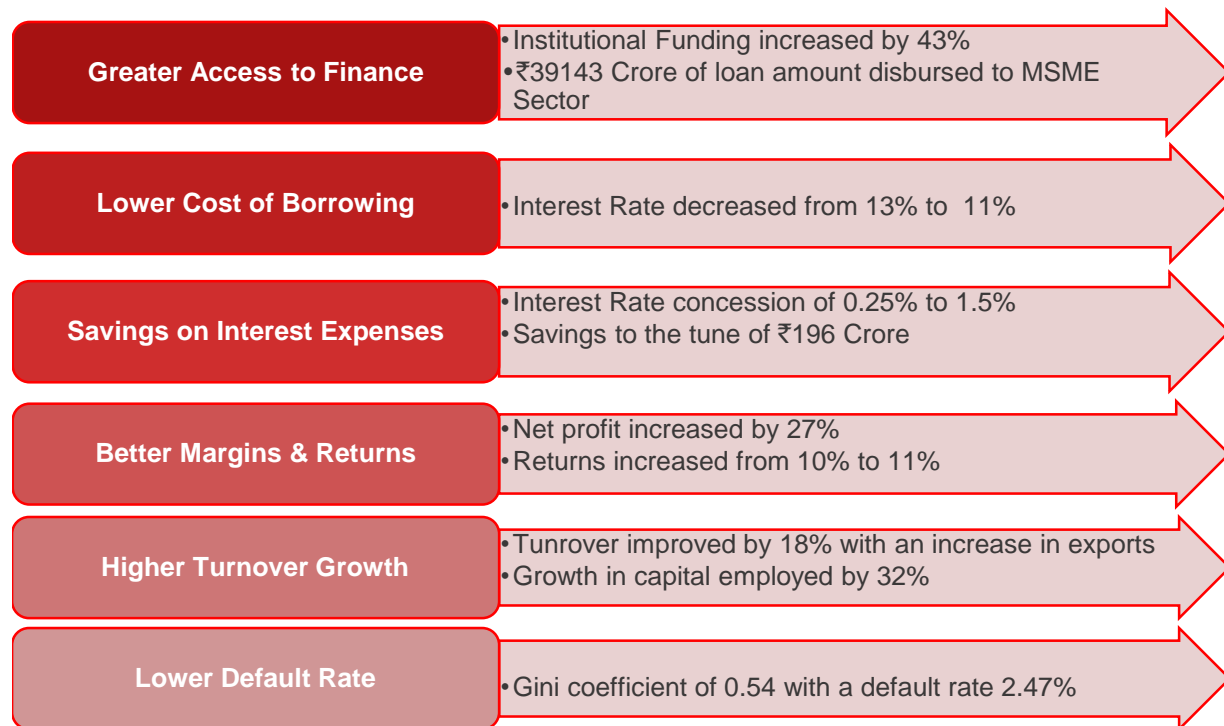 Greater Access to Finance
•Institutional Funding increased by 43%
•₹39143 Crore of loan amount disbursed to MSME
Sector
Lower Cost of Borrowing
•Interest Rate decreased from 13% to 11%
Savings on Interest Expenses
•Interest Rate concession of 0.25% to 1.5%
•Savings to the tune of ₹196 Crore
Better Margins & Returns
•Net profit increased by 27%
•Returns increased from 10% to 11%
Higher Turnover Growth
•Tunrover improved by 18% with an increase in exports
•Growth in capital employed by 32%
Lower Default Rate
•Gini coefficient of 0.54 with a default rate 2.47%